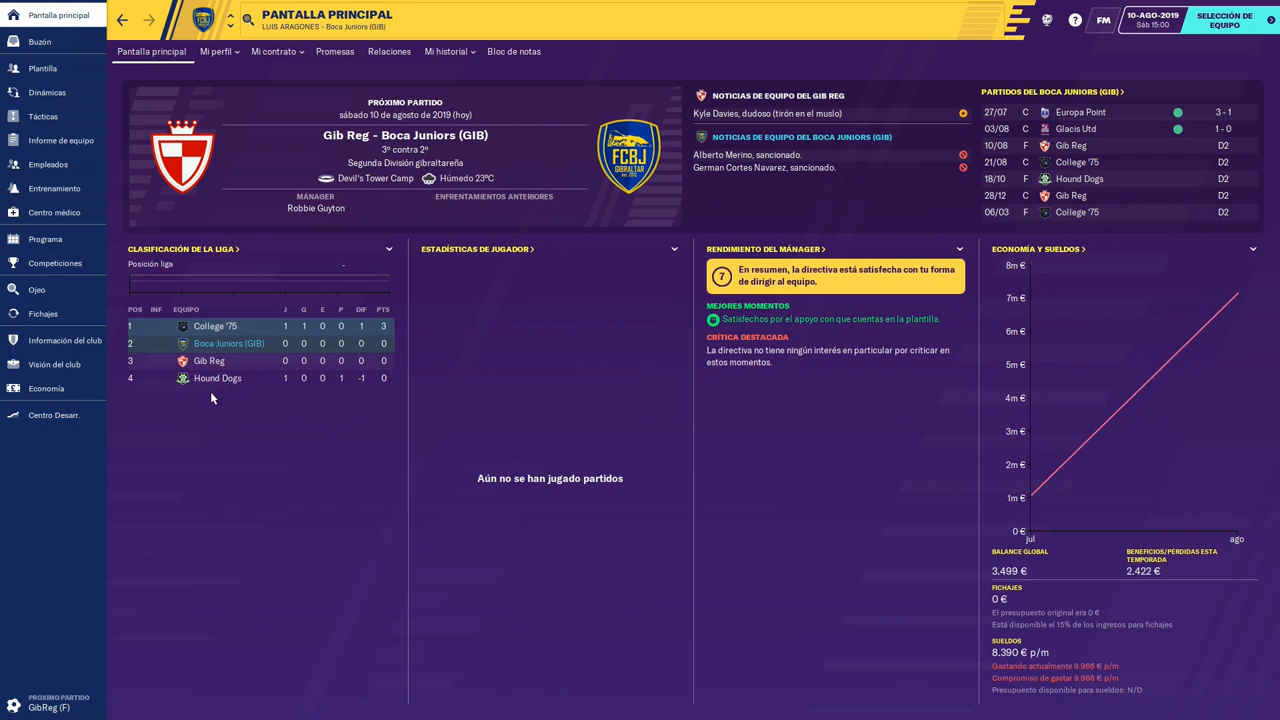 Pantalla principal
Buzón
Plantilla
Dinámicas
Tácticas
Informe de equipo
Empleados
Entrenamiento
Centro médico
Programa
Competiciones
Ojeo
Fichajes
Información del club
Visión del club
Economía
Centro Desarr.
PRÓXIMO PARTIDO
GibReg (F)
PANTALLA PRINCIPAL
LUIS ARAGONES - Boca Juniors (GIB)
FM
10-AGO-2019
Sáb 15:00
SELECCIÓN DE
EQUIPO
Pantalla principal
Mi perfil
Mi contrato
Promesas
Relaciones
Mi historial
Bloc de notas
PRÓXIMO PARTIDO
sábado 10 de agosto de 2019 (hoy)
Gib Reg - Boca Juniors (GIB)
3º contra 2º
Segunda División gibraltareña
Devil's Tower Camp
Húmedo 23ºC
MÁNAGER
Robbie Guyton
ENFRENTAMIENTOS ANTERIORES
FCBJ
GIBRALTAR
NOTICIAS DE EQUIPO DEL GIB REG
Kyle Davies, dudoso (tirón en el muslo)
NOTICIAS DE EQUIPO DEL BOCA JUNIORS (GIB)
Alberto Merino, sancionado.
German Cortes Navarez, sancionado.
PARTIDOS DEL BOCA JUNIORS (GIB) >
27/07 C Europa Point 3 - 1
03/08 C Glacis Utd 1 - 0
10/08 F Gib Reg D2
21/08 C College '75 D2
18/10 F Hound Dogs D2
28/12 C Gib Reg D2
06/03 F College '75 D2
CLASIFICACIÓN DE LA LIGA >
Posición liga -
POS INF EQUIPO J G E P DIF PTS
1 College '75 1 1 0 0 1 3
2 Boca Juniors (GIB) 0 0 0 0 0 0
3 Gib Reg 0 0 0 0 0 0
4 Hound Dogs 1 0 0 1 -1 0
ESTADÍSTICAS DE JUGADOR >
Aún no se han jugado partidos
RENDIMIENTO DEL MÁNAGER >
7
En resumen, la directiva está satisfecha con tu forma
de dirigir al equipo.
MEJORES MOMENTOS
Satisfechos por el apoyo con que cuentas en la plantilla.
CRÍTICA DESTACADA
La directiva no tiene ningún interés en particular por criticar en
estos momentos.
ECONOMÍA Y SUELDOS >
8m €
7m €
6m €
5m €
4m €
3m €
2m €
1m €
0 €
jul
ago
BALANCE GLOBAL
3.499 €
BENEFICIOS/PÉRDIDAS ESTA
TEMPORADA
2.422 €
FICHAJES
0 €
El presupuesto original era 0 €
Está disponible el 15% de los ingresos para fichajes
SUELDOS
8.390 € p/m
Gastando actualmente 9.966 € p/m
Compromiso de gastar 9.966 € p/m
Presupuesto disponible para sueldos: N/D